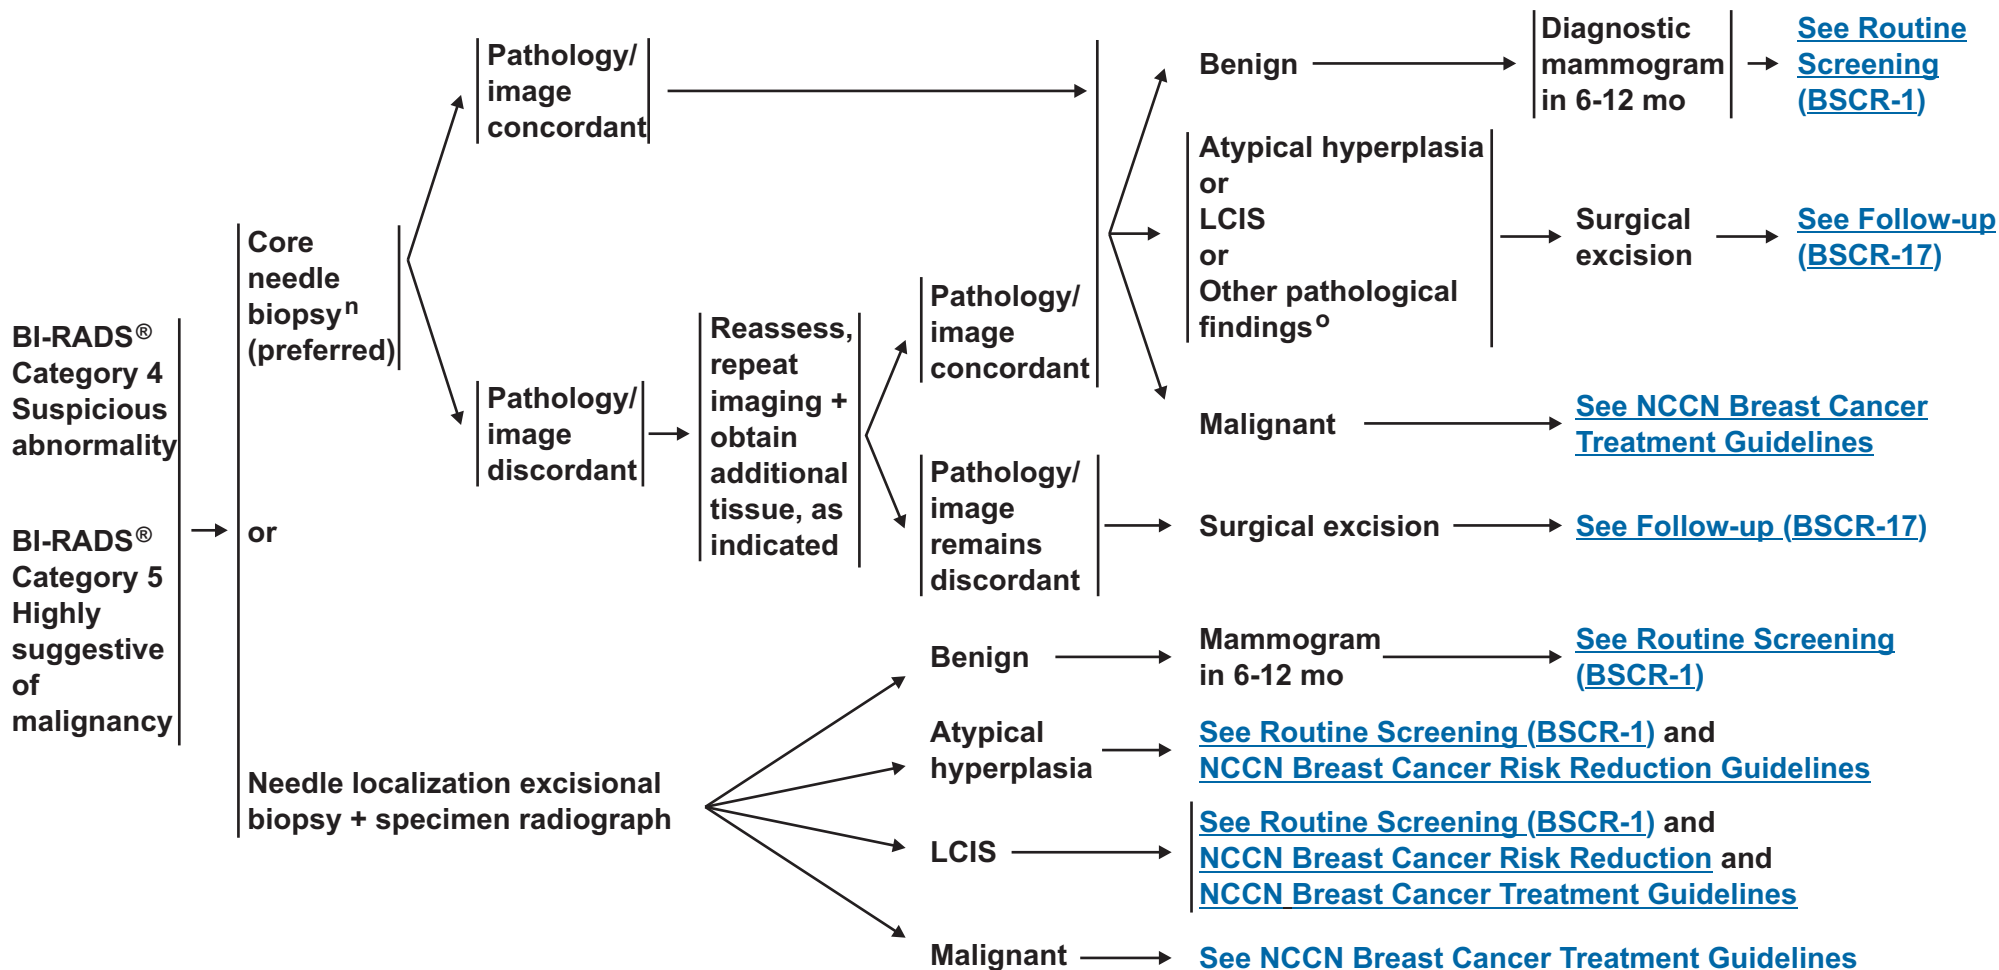 BI-RADS®
Category 4
Suspicious
abnormality
BI-RADS®
Category 5
Highly
suggestive
of
malignancy
Core
needle
biopsyⁿ
(preferred)
or
Needle localization excisional
biopsy + specimen radiograph
Pathology/
image
concordant
Pathology/
image
discordant
Reassess,
repeat
imaging +
obtain
additional
tissue, as
indicated
Pathology/
image
concordant
Pathology/
image
remains
discordant
Benign
Diagnostic
mammogram
in 6-12 mo
See Routine
Screening
(BSCR-1)
Atypical hyperplasia
or
LCIS
or
Other pathological
findingsᵒ
Surgical
excision
See Follow-up
(BSCR-17)
Malignant
See NCCN Breast Cancer
Treatment Guidelines
Surgical excision
See Follow-up (BSCR-17)
Benign
Mammogram
in 6-12 mo
See Routine Screening
(BSCR-1)
Atypical
hyperplasia
See Routine Screening (BSCR-1) and
NCCN Breast Cancer Risk Reduction Guidelines
LCIS
See Routine Screening (BSCR-1) and
NCCN Breast Cancer Risk Reduction and
NCCN Breast Cancer Treatment Guidelines
Malignant
See NCCN Breast Cancer Treatment Guidelines